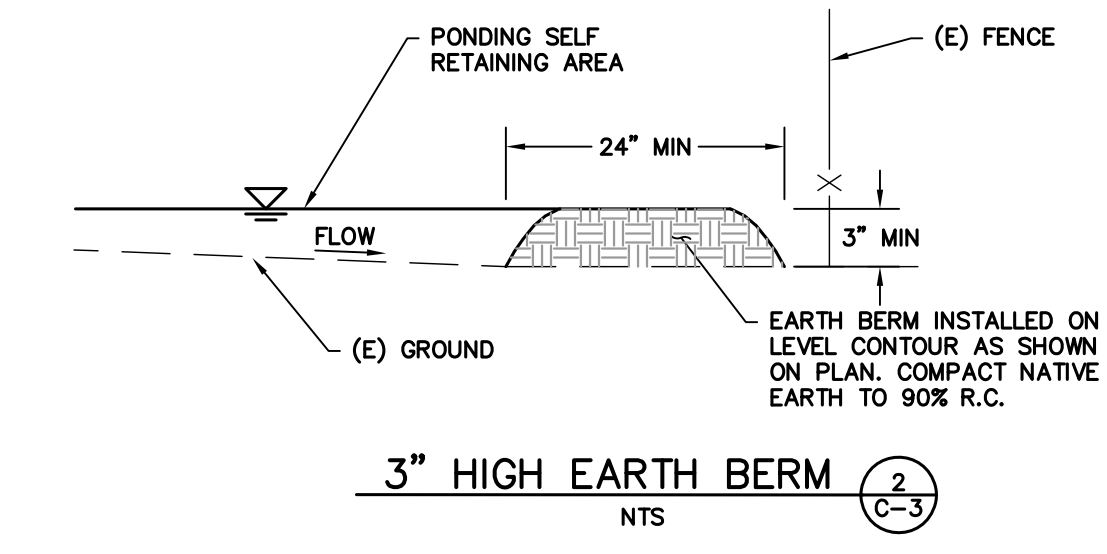 PONDING SELF
RETAINING AREA
(E) FENCE
24” MIN
FLOW
3” MIN
(E) GROUND
EARTH BERM INSTALLED ON
LEVEL CONTOUR AS SHOWN
ON PLAN. COMPACT NATIVE
EARTH TO 90% R.C.
3” HIGH EARTH BERM
NTS
2
C-3